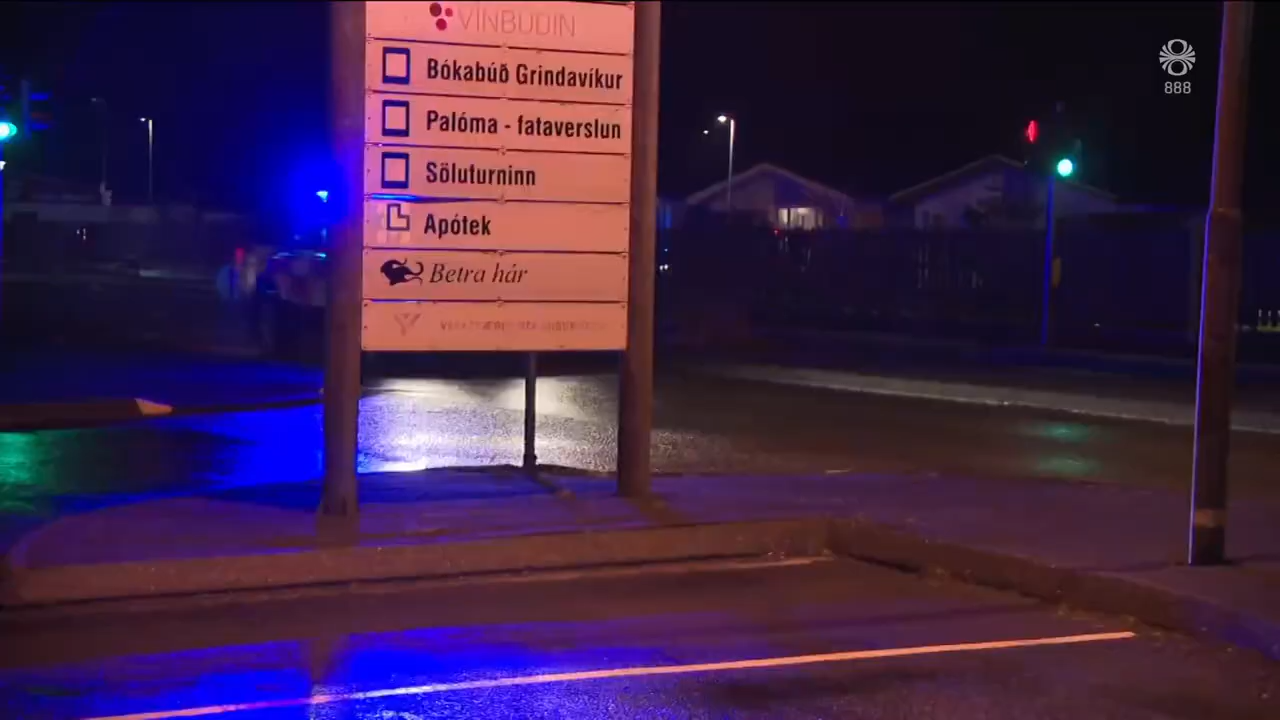 VÍNBÚÐIN
Bókabúð Grindavíkur
Palóma - fataverslun
Söluturninn
Apótek
Betra hár
888